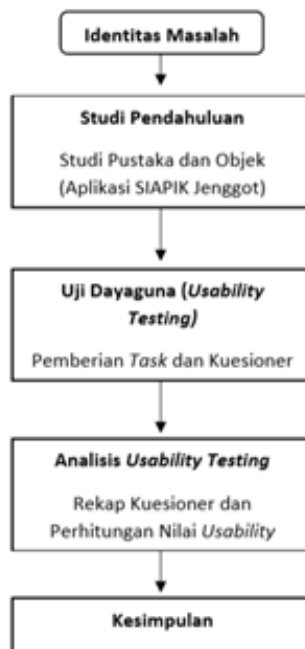 Identitas Masalah
Studi Pendahuluan
Studi Pustaka dan Objek
(Aplikasi SIAPIK Jenggot)
Uji Dayaguna (Usability
Testing)
Pemberian Task dan Kuesioner
Analisis Usability Testing
Rekap Kuesioner dan
Perhitungan Nilai Usability
Kesimpulan